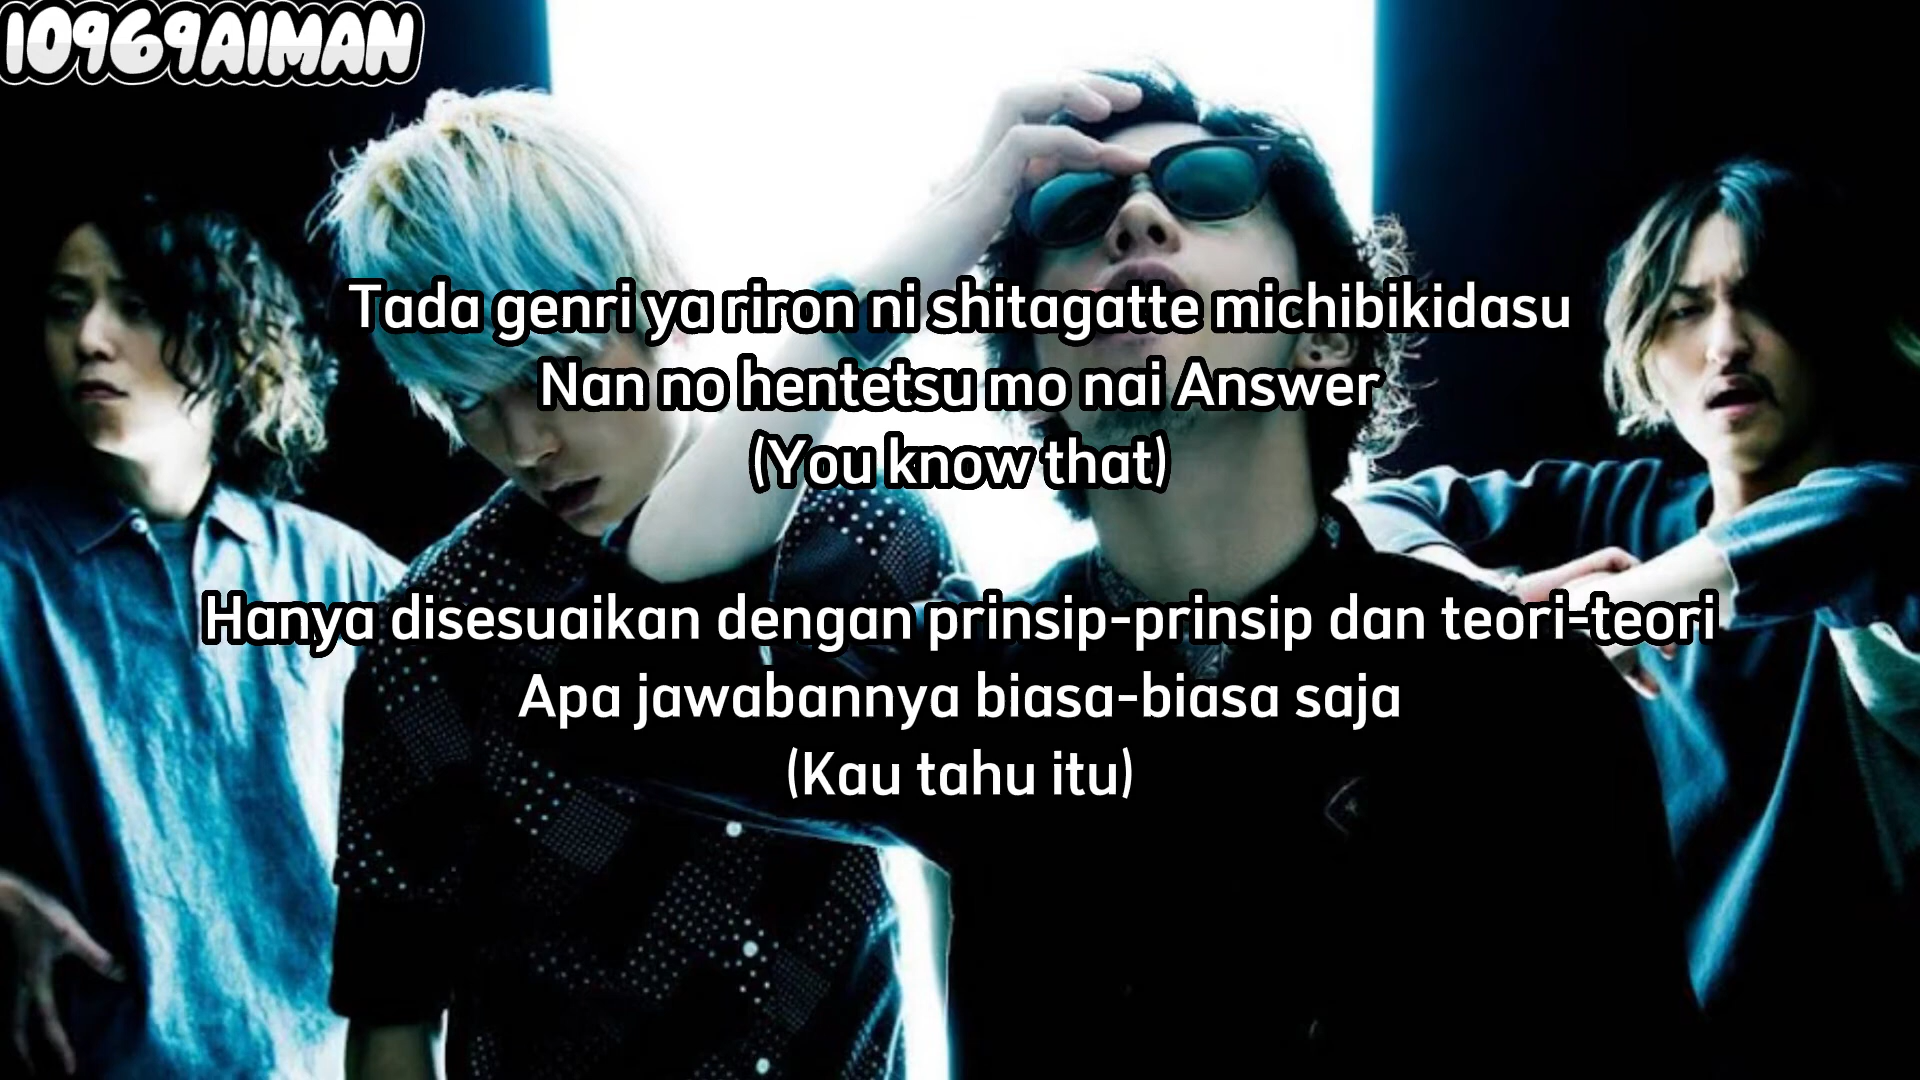 10969AIMAN
Tada genri ya riron ni shitagatte michibikidasu
Nan no hentetsu mo nai Answer
(You know that)
Hanya disesuaikan dengan prinsip-prinsip dan teori-teori
Apa jawabannya biasa-biasa saja
(Kau tahu itu)